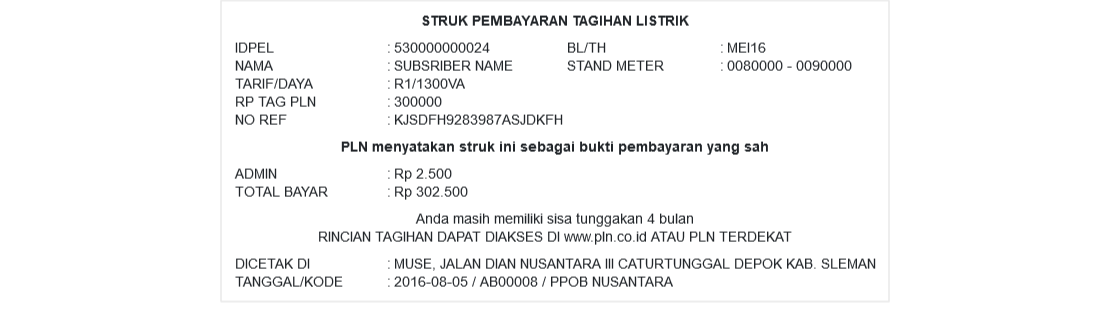 STRUK PEMBAYARAN TAGIHAN LISTRIK
IDPEL : 530000000024 BL/TH : MEI16
NAMA : SUBSRIBER NAME STAND METER : 0080000 - 0090000
TARIF/DAYA : R1/1300VA
RP TAG PLN : 300000
NO REF : KJSDFH9283987ASJDKFH
PLN menyatakan struk ini sebagai bukti pembayaran yang sah
ADMIN : Rp 2.500
TOTAL BAYAR : Rp 302.500
Anda masih memiliki sisa tunggakan 4 bulan
RINCIAN TAGIHAN DAPAT DIAKSES DI www.pln.co.id ATAU PLN TERDEKAT
DICETAK DI : MUSE, JALAN DIAN NUSANTARA III CATURTUNGGAL DEPOK KAB. SLEMAN
TANGGAL/KODE : 2016-08-05 / AB00008 / PPOB NUSANTARA